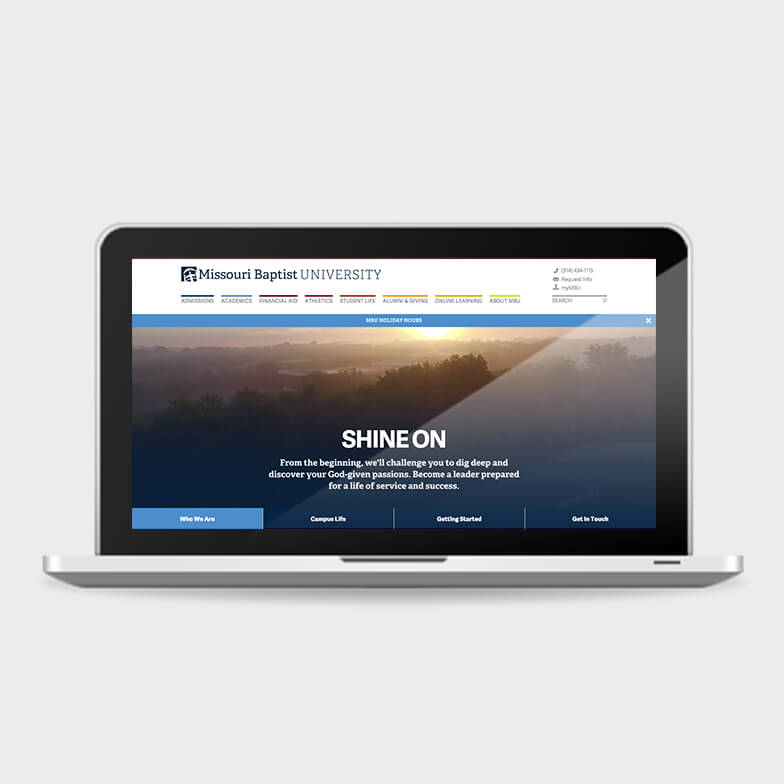 Missouri Baptist UNIVERSITY
(314) 434-1115
Request Info
myMBU
ADMISSIONS ACADEMICS FINANCIAL AID ATHLETICS STUDENT LIFE ALUMNI & GIVING ONLINE LEARNING ABOUT MBU SEARCH
MBU HOLIDAY HOURS
SHINE ON
From the beginning, we'll challenge you to dig deep and
discover your God-given passions. Become a leader prepared
for a life of service and success.
Who We Are Campus Life Getting Started Get In Touch